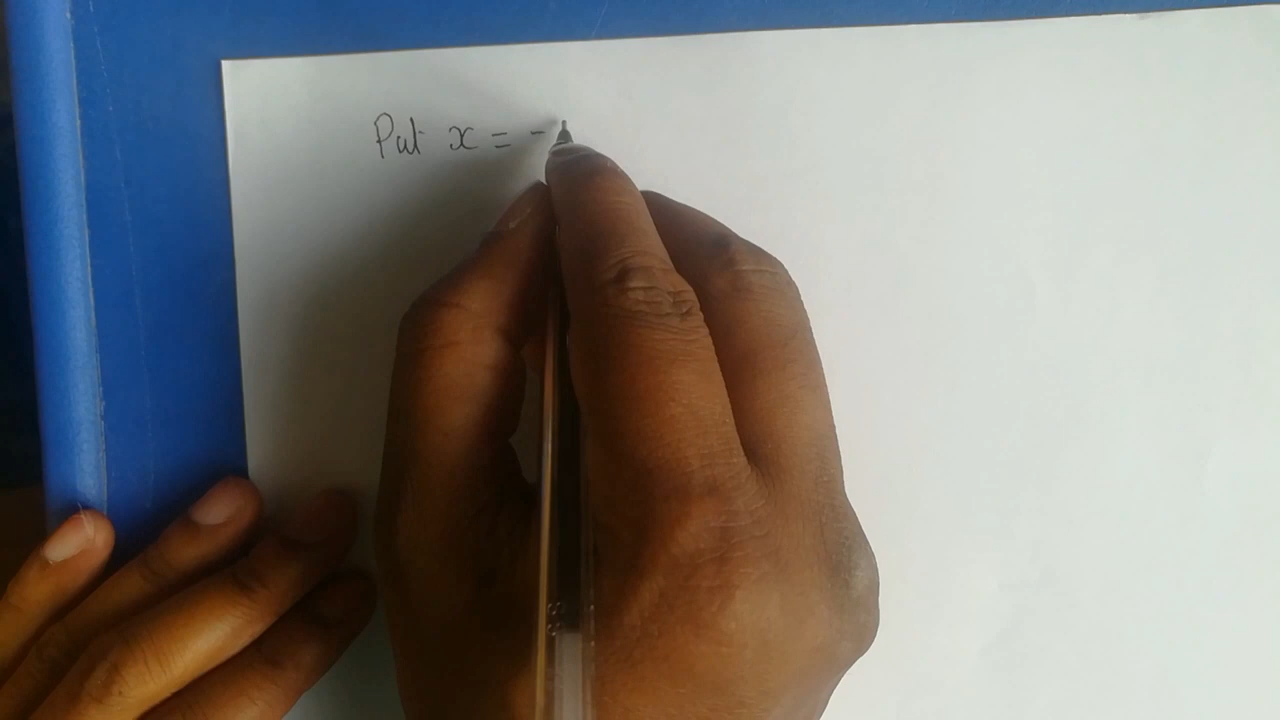 Put x = -